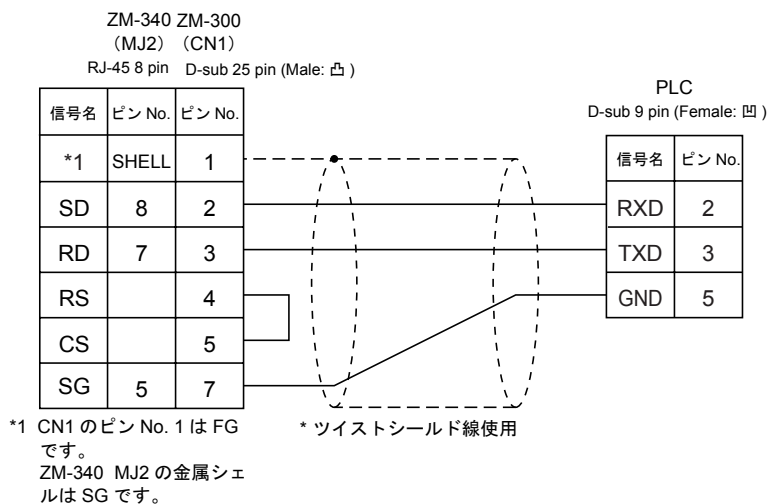 ZM-340 ZM-300
（MJ2）（CN1）
RJ-45 8 pin D-sub 25 pin (Male: 凸 )
PLC
D-sub 9 pin (Female: 凹 )
信号名 ピン No. ピン No.
*1 SHELL 1
SD 8 2
RD 7 3
RS 4
CS 5
SG 5 7
信号名 ピン No.
RXD 2
TXD 3
GND 5
*1 CN1 のピン No. 1 は FG
です。
ZM-340 MJ2 の金属シェ
ルは SG です。
* ツイストシールド線使用